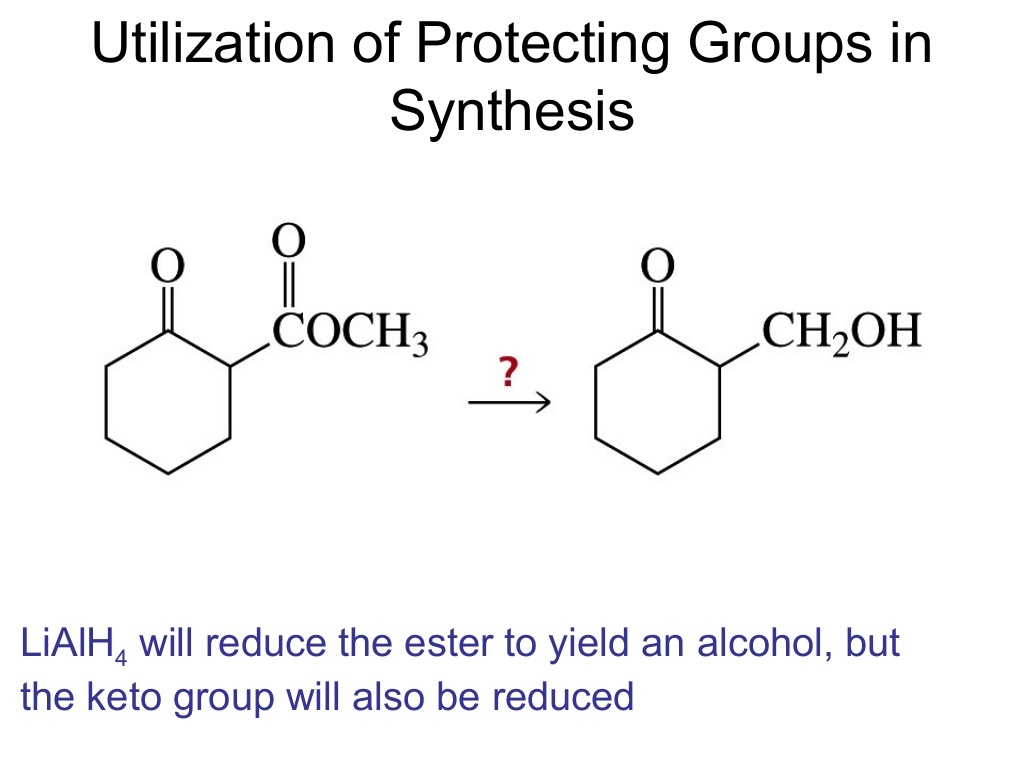 Utilization of Protecting Groups in
Synthesis
O
O
COCH₃
?
O
CH₂OH
LiAlH₄ will reduce the ester to yield an alcohol, but
the keto group will also be reduced